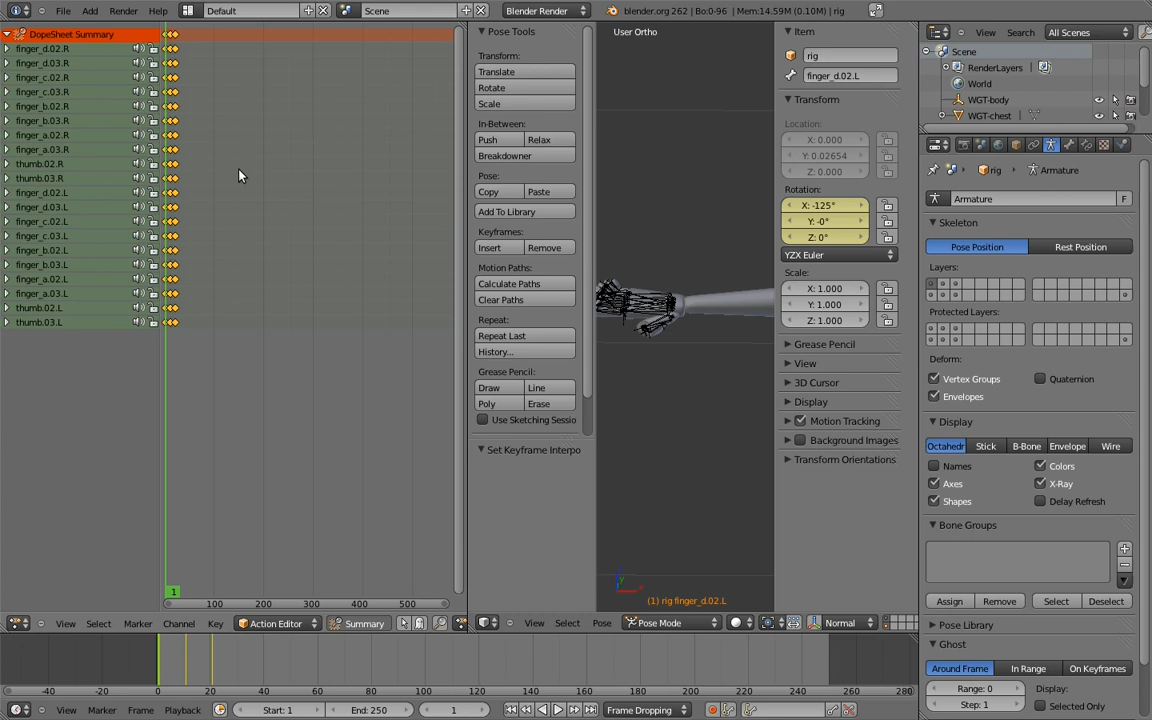 File Add Render Help Default Scene Blender Render blender.org 262 | Bo:0-96 | Mem:14.59M (0.10M) | rig
DopeSheet Summary
finger_d.02.R
finger_d.03.R
finger_c.02.R
finger_c.03.R
finger_b.02.R
finger_b.03.R
finger_a.02.R
finger_a.03.R
thumb.02.R
thumb.03.R
finger_d.02.L
finger_d.03.L
finger_c.02.L
finger_c.03.L
finger_b.02.L
finger_b.03.L
finger_a.02.L
finger_a.03.L
thumb.02.L
thumb.03.L
1
100 200 300 400 500
View Select Marker Channel Key Action Editor Summary
Pose Tools
Transform:
Translate
Rotate
Scale
In-Between:
Push Relax
Breakdowner
Pose:
Copy Paste
Add To Library
Keyframes:
Insert Remove
Motion Paths:
Calculate Paths
Clear Paths
Repeat:
Repeat Last
History...
Grease Pencil:
Draw Line
Poly Erase
Use Sketching Sessio
Set Keyframe Interpo
User Ortho
y
x
(1) rig finger_d.02.L
View Select Pose Pose Mode Normal
Item
rig
finger_d.02.L
Transform
Location:
X: 0.000
Y: 0.02654
Z: 0.000
Rotation:
X: -125°
Y: -0°
Z: 0°
YZX Euler
Scale:
X: 1.000
Y: 1.000
Z: 1.000
Grease Pencil
View
3D Cursor
Display
Motion Tracking
Background Images
Transform Orientations
View Search All Scenes
Scene
RenderLayers
World
WGT-body
WGT-chest
rig Armature
Armature F
Skeleton
Pose Position Rest Position
Layers:
Protected Layers:
Deform:
Vertex Groups Quaternion
Envelopes
Display
Octahedr Stick B-Bone Envelope Wire
Names Colors
Axes X-Ray
Shapes Delay Refresh
Bone Groups
Assign Remove Select Deselect
Pose Library
Ghost
Around Frame In Range On Keyframes
Range: 0 Display:
Step: 1 Selected Only
-40 -20 0 20 40 60 80 100 120 140 160 180 200 220 240 260 280
View Marker Frame Playback Start: 1 End: 250 1 Frame Dropping